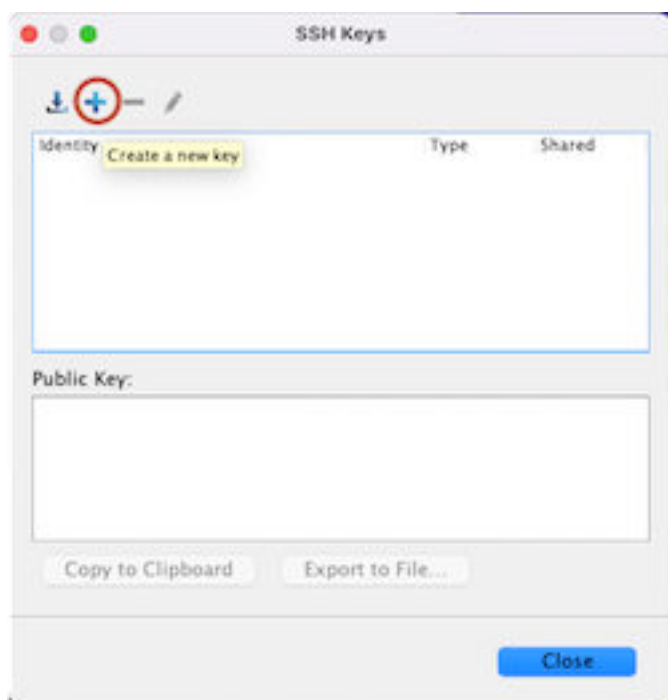 SSH Keys
Identity Type Shared
Create a new key
Public Key:
Copy to Clipboard Export to File...
Close